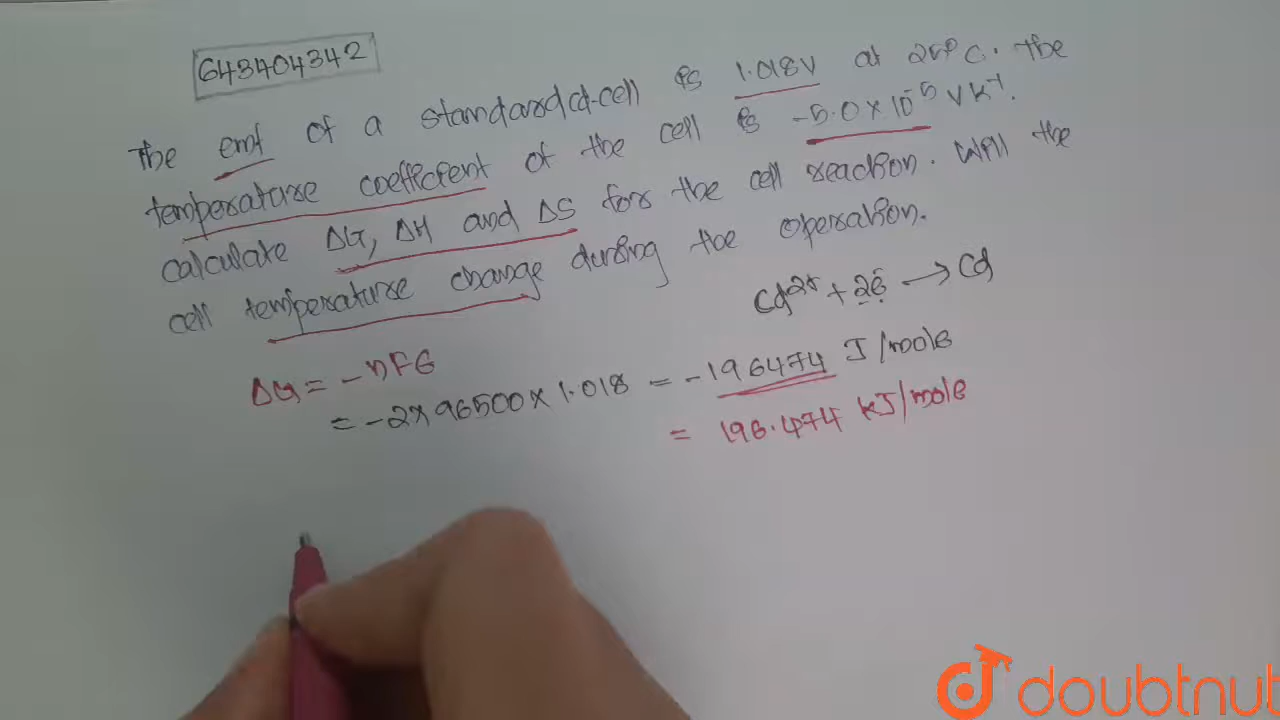 643404342
The emf of a standard cd-cell is 1.018V at 25°C. The
temperature coefficient of the cell is -5.0 × 10⁻⁵ V K⁻¹.
calculate ΔG, ΔH and ΔS for the cell reaction. Will the
cell temperature change during the operation.
Cd²⁺ + 2ē → Cd
ΔG = -nFE
= -2 × 96500 × 1.018 = -196474 J/mole
= 196.474 kJ/mole
doubtnut